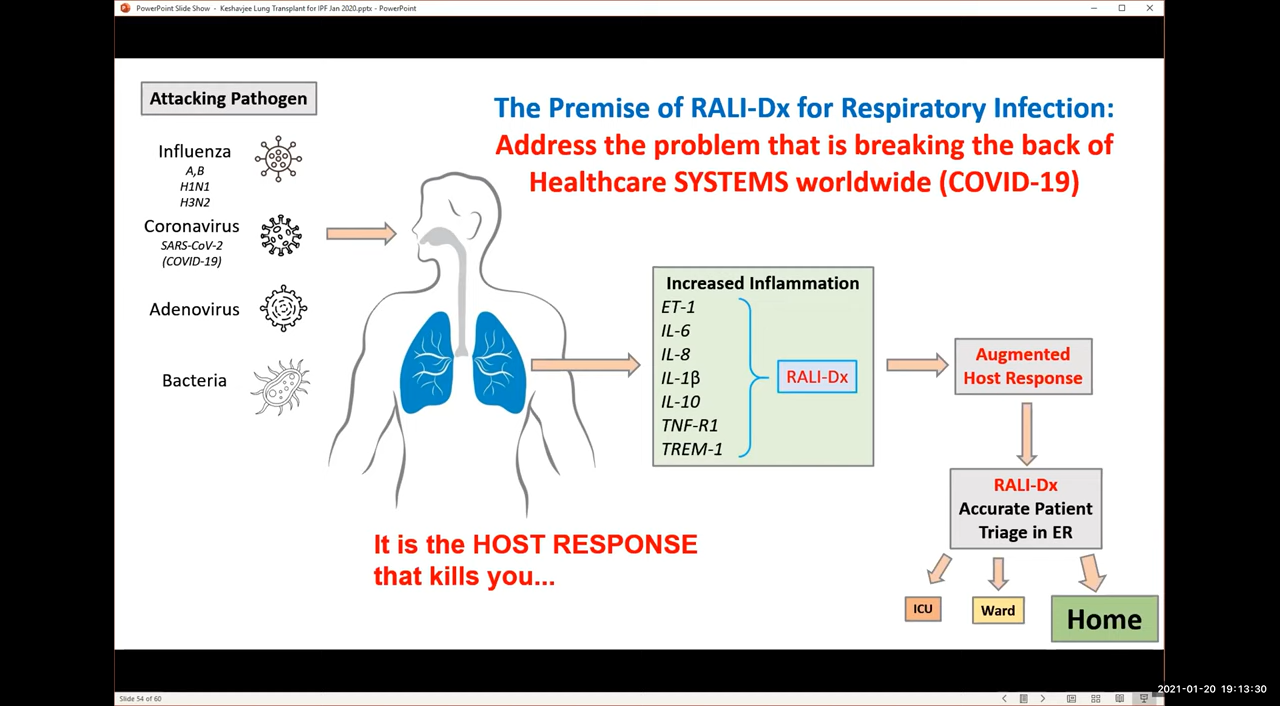 PowerPoint Slide Show - Keshavjee Lung Transplant for IPF Jan 2020.pptx - PowerPoint
Attacking Pathogen
Influenza
A,B
H1N1
H3N2
Coronavirus
SARS-CoV-2
(COVID-19)
Adenovirus
Bacteria
The Premise of RALI-Dx for Respiratory Infection:
Address the problem that is breaking the back of
Healthcare SYSTEMS worldwide (COVID-19)
Increased Inflammation
ET-1
IL-6
IL-8
IL-1β
IL-10
TNF-R1
TREM-1
RALI-Dx
Augmented
Host Response
RALI-Dx
Accurate Patient
Triage in ER
ICU
Ward
Home
It is the HOST RESPONSE
that kills you...
Slide 54 of 60
2021-01-20 19:13:30